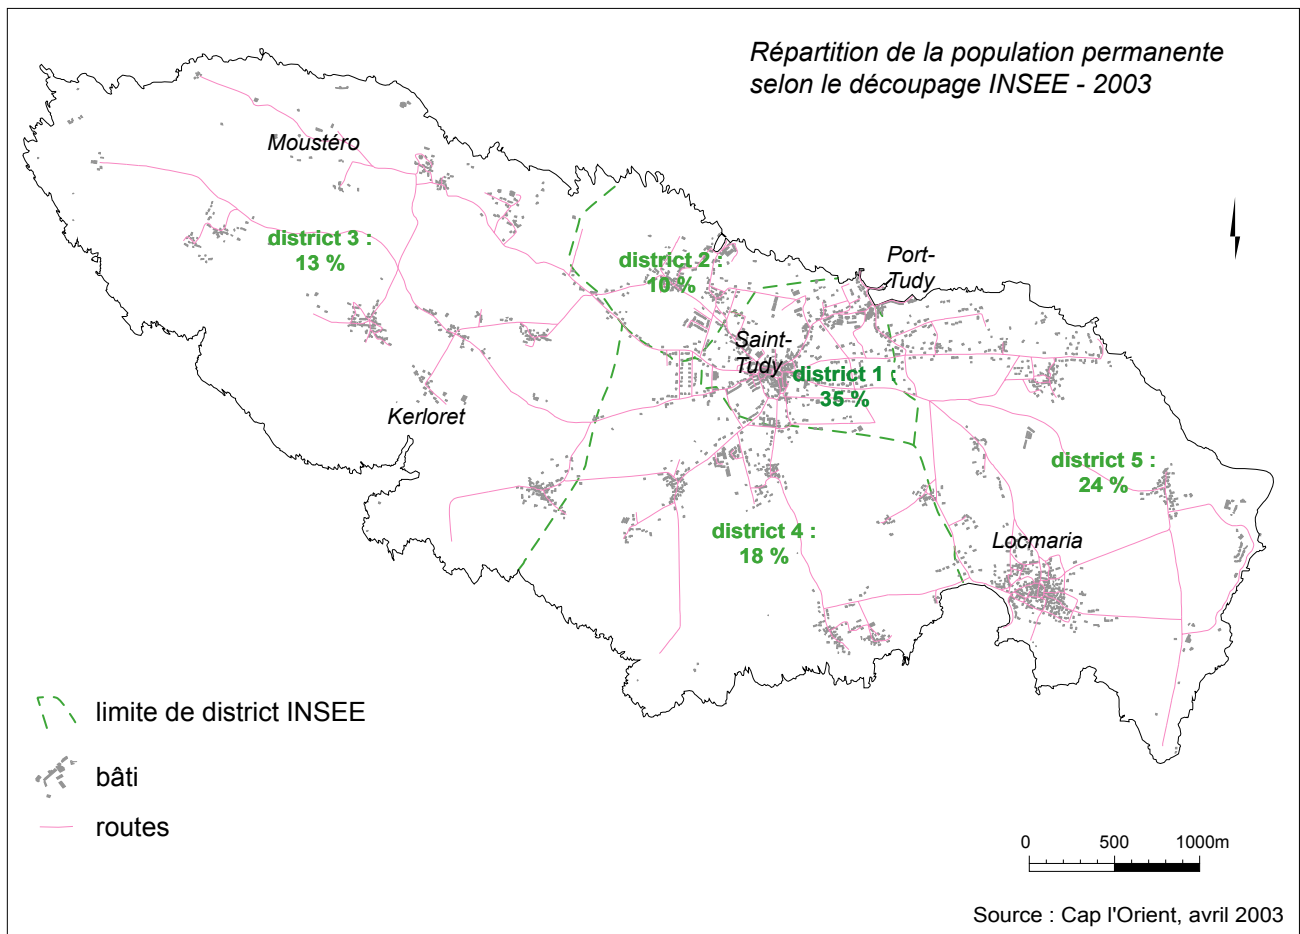 Répartition de la population permanente
selon le découpage INSEE - 2003
Moustéro
district 3 :
13 %
district 2 :
10 %
Port-
Tudy
Saint-
Tudy
district 1 :
35 %
Kerloret
district 5 :
24 %
district 4 :
18 %
Locmaria
limite de district INSEE
bâti
routes
0 500 1000m
Source : Cap l'Orient, avril 2003